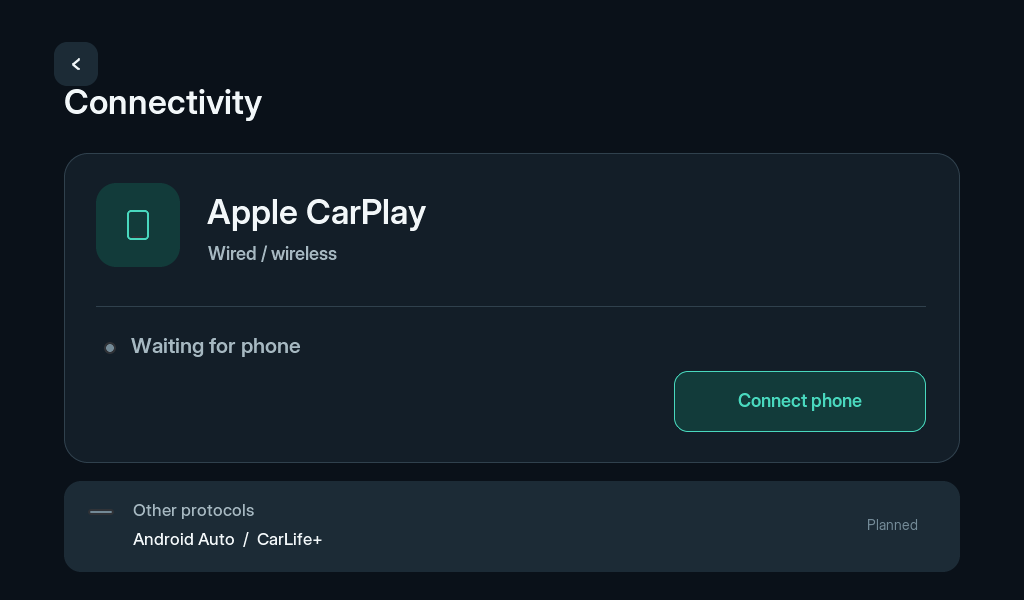 Connectivity
Apple CarPlay
Wired / wireless
Waiting for phone
Connect phone
Other protocols
Android Auto / CarLife+
Planned